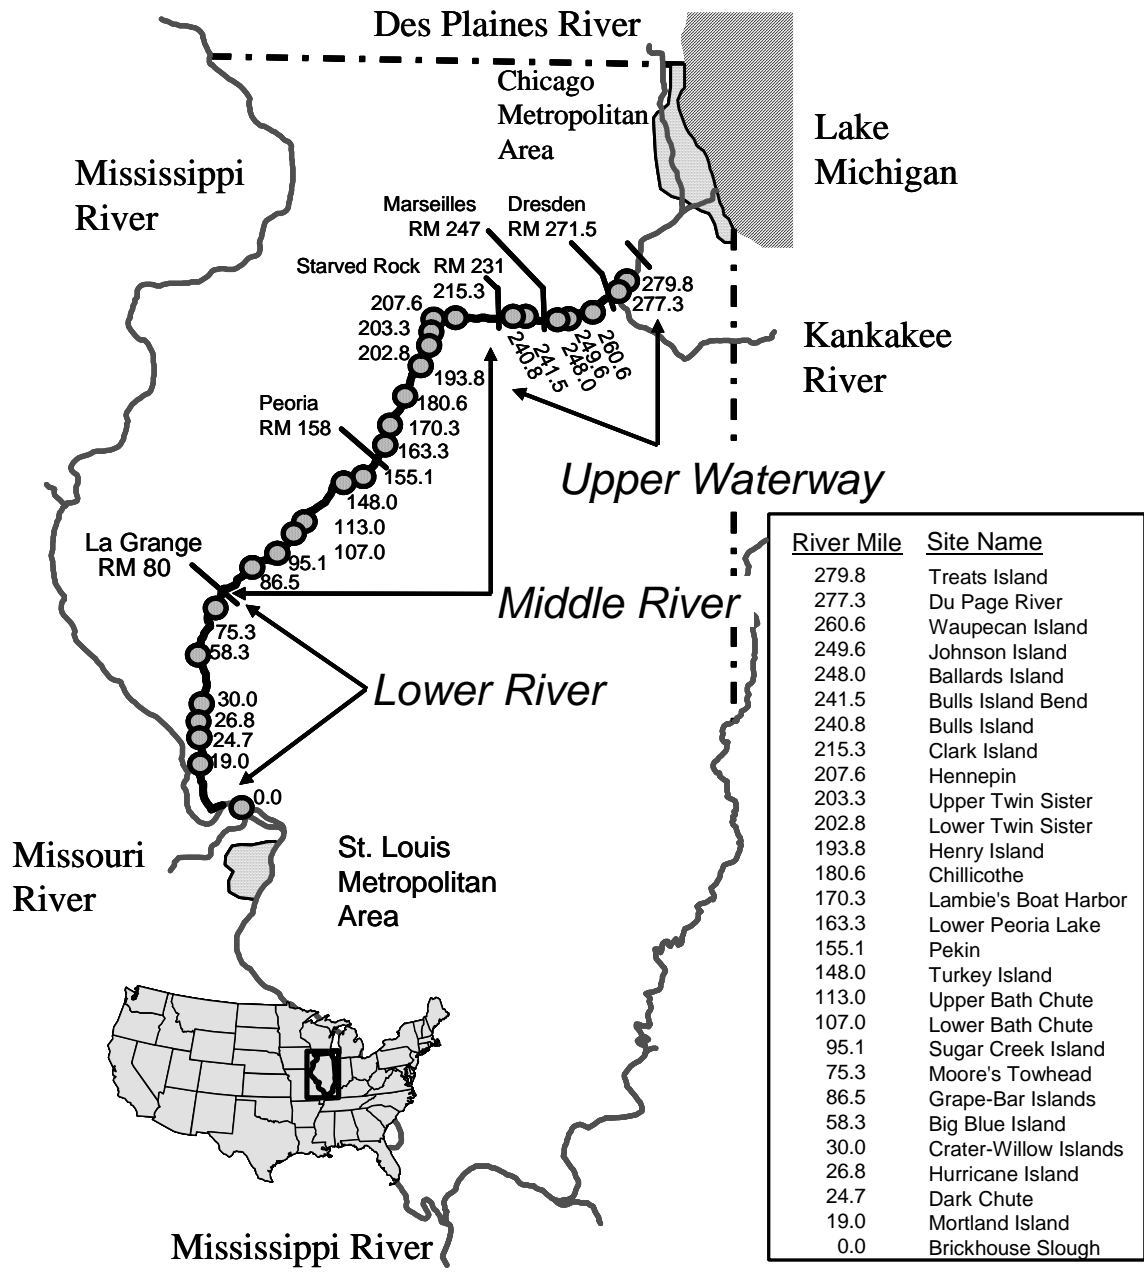 Des Plaines River
Chicago
Metropolitan
Area
Lake
Michigan
Mississippi
River
Marseilles
RM 247
Dresden
RM 271.5
Starved Rock RM 231
279.8
277.3
215.3
207.6
203.3
202.8
193.8
180.6
170.3
163.3
155.1
148.0
113.0
107.0
95.1
86.5
240.8
241.5
248.0
249.6
260.6
Kankakee
River
Peoria
RM 158
Upper Waterway
La Grange
RM 80
Middle River
75.3
58.3
30.0
26.8
24.7
19.0
0.0
Lower River
Missouri
River
St. Louis
Metropolitan
Area
Mississippi River
River Mile Site Name
279.8 Treats Island
277.3 Du Page River
260.6 Waupecan Island
249.6 Johnson Island
248.0 Ballards Island
241.5 Bulls Island Bend
240.8 Bulls Island
215.3 Clark Island
207.6 Hennepin
203.3 Upper Twin Sister
202.8 Lower Twin Sister
193.8 Henry Island
180.6 Chillicothe
170.3 Lambie's Boat Harbor
163.3 Lower Peoria Lake
155.1 Pekin
148.0 Turkey Island
113.0 Upper Bath Chute
107.0 Lower Bath Chute
95.1 Sugar Creek Island
75.3 Moore's Towhead
86.5 Grape-Bar Islands
58.3 Big Blue Island
30.0 Crater-Willow Islands
26.8 Hurricane Island
24.7 Dark Chute
19.0 Mortland Island
0.0 Brickhouse Slough